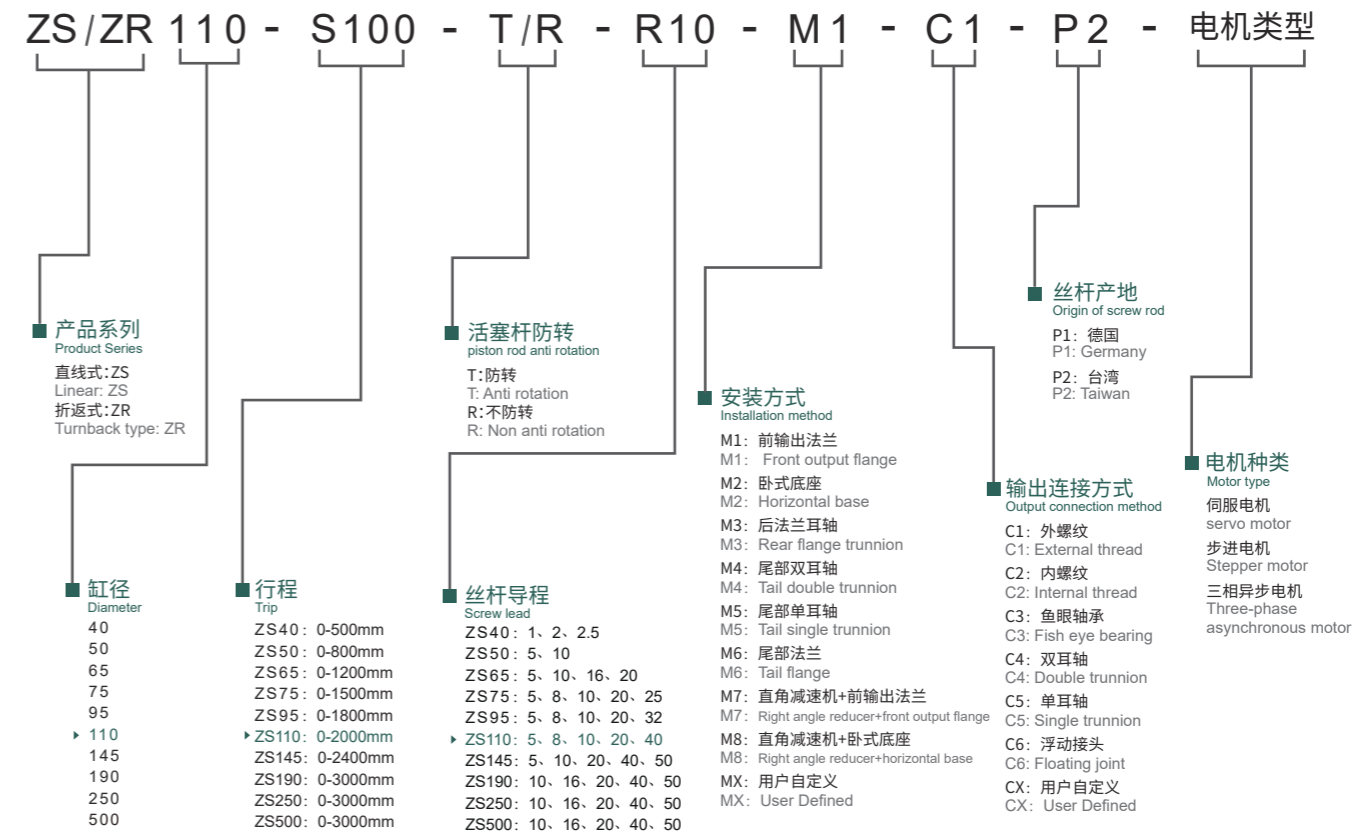 ZS/ZR 110 - S100 - T/R - R10 - M1 - C1 - P2 - 电机类型
产品系列
Product Series
直线式:ZS
Linear: ZS
折返式:ZR
Turnback type: ZR
缸径
Diameter
40
50
65
75
95
110
145
190
250
500
行程
Trip
ZS40: 0-500mm
ZS50: 0-800mm
ZS65: 0-1200mm
ZS75: 0-1500mm
ZS95: 0-1800mm
ZS110: 0-2000mm
ZS145: 0-2400mm
ZS190: 0-3000mm
ZS250: 0-3000mm
ZS500: 0-3000mm
活塞杆防转
piston rod anti rotation
T:防转
T: Anti rotation
R:不防转
R: Non anti rotation
丝杆导程
Screw lead
ZS40: 1、2、2.5
ZS50: 5、10
ZS65: 5、10、16、20
ZS75: 5、8、10、20、25
ZS95: 5、8、10、20、32
ZS110: 5、8、10、20、40
ZS145: 5、10、20、40、50
ZS190: 10、16、20、40、50
ZS250: 10、16、20、40、50
ZS500: 10、16、20、40、50
安装方式
Installation method
M1: 前输出法兰
M1: Front output flange
M2: 卧式底座
M2: Horizontal base
M3: 后法兰耳轴
M3: Rear flange trunnion
M4: 尾部双耳轴
M4: Tail double trunnion
M5: 尾部单耳轴
M5: Tail single trunnion
M6: 尾部法兰
M6: Tail flange
M7: 直角减速机+前输出法兰
M7: Right angle reducer+front output flange
M8: 直角减速机+卧式底座
M8: Right angle reducer+horizontal base
MX: 用户自定义
MX: User Defined
输出连接方式
Output connection method
C1: 外螺纹
C1: External thread
C2: 内螺纹
C2: Internal thread
C3: 鱼眼轴承
C3: Fish eye bearing
C4: 双耳轴
C4: Double trunnion
C5: 单耳轴
C5: Single trunnion
C6: 浮动接头
C6: Floating joint
CX: 用户自定义
CX: User Defined
丝杆产地
Origin of screw rod
P1: 德国
P1: Germany
P2: 台湾
P2: Taiwan
电机种类
Motor type
伺服电机
servo motor
步进电机
Stepper motor
三相异步电机
Three-phase
asynchronous motor